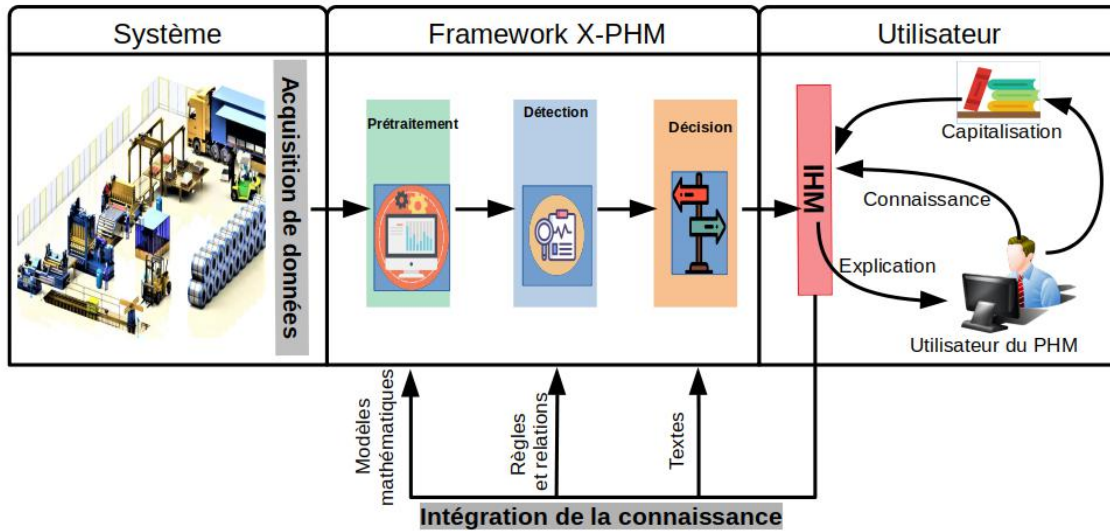 Système
Framework X-PHM
Utilisateur
Acquisition de données
Prétraitement
Détection
Décision
IHM
Capitalisation
Connaissance
Explication
Utilisateur du PHM
Modèles
mathématiques
Règles
et relations
Textes
Intégration de la connaissance